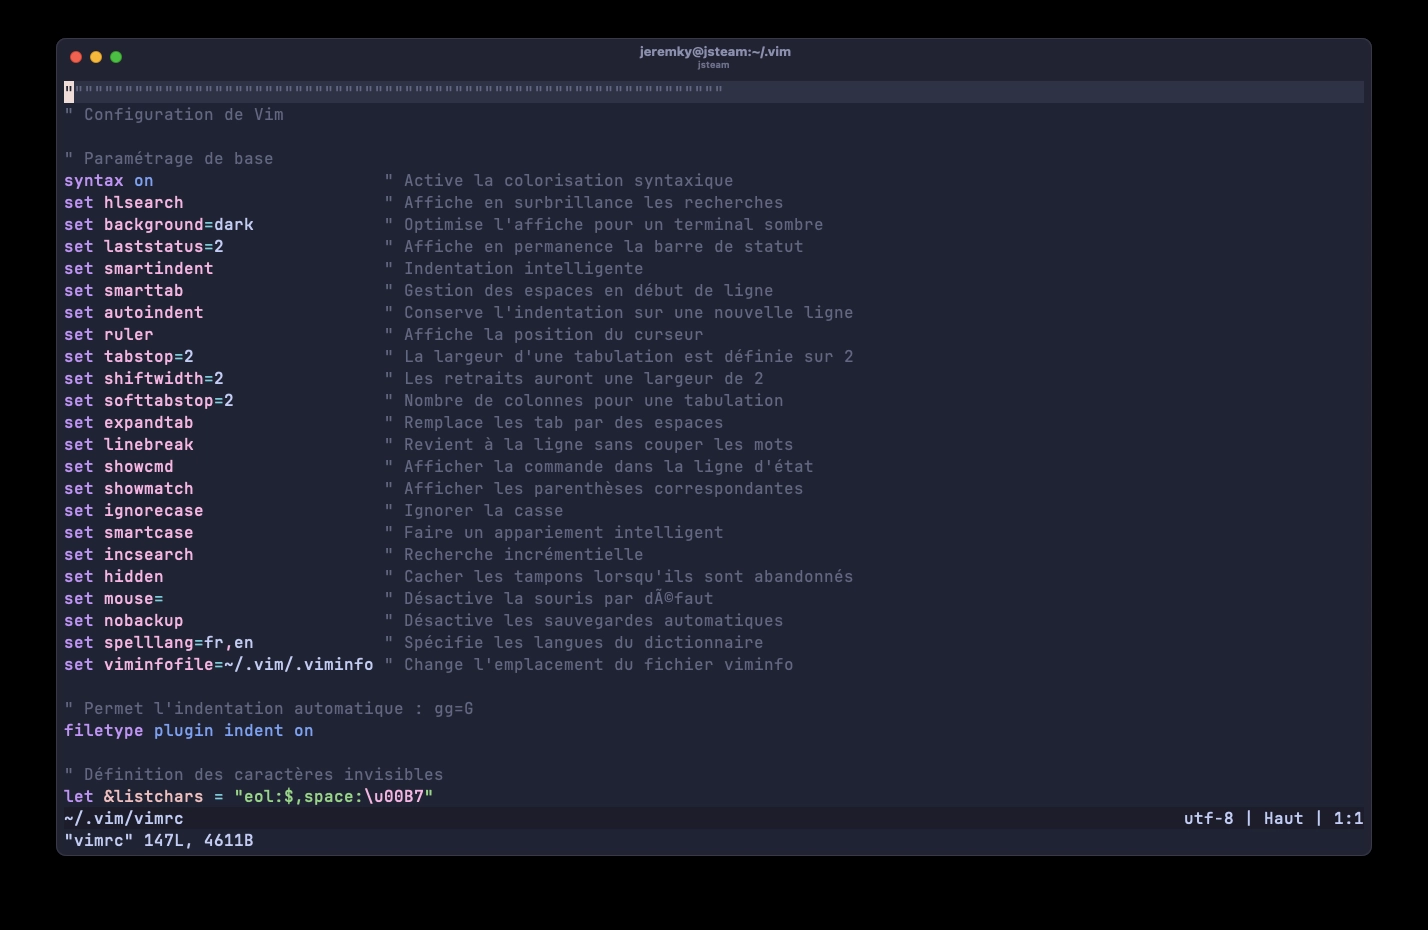 jeremky@jsteam:~/.vim
jsteam
""""""""""""""""""""""""""""""""""""""""""""""""""""""""""""""""""
" Configuration de Vim
" Paramétrage de base
syntax on                       " Active la colorisation syntaxique
set hlsearch                    " Affiche en surbrillance les recherches
set background=dark             " Optimise l'affiche pour un terminal sombre
set laststatus=2                " Affiche en permanence la barre de statut
set smartindent                 " Indentation intelligente
set smarttab                    " Gestion des espaces en début de ligne
set autoindent                  " Conserve l'indentation sur une nouvelle ligne
set ruler                       " Affiche la position du curseur
set tabstop=2                   " La largeur d'une tabulation est définie sur 2
set shiftwidth=2                " Les retraits auront une largeur de 2
set softtabstop=2               " Nombre de colonnes pour une tabulation
set expandtab                   " Remplace les tab par des espaces
set linebreak                   " Revient à la ligne sans couper les mots
set showcmd                     " Afficher la commande dans la ligne d'état
set showmatch                   " Afficher les parenthèses correspondantes
set ignorecase                  " Ignorer la casse
set smartcase                   " Faire un appariement intelligent
set incsearch                   " Recherche incrémentielle
set hidden                      " Cacher les tampons lorsqu'ils sont abandonnés
set mouse=                      " Désactive la souris par dÃ©faut
set nobackup                    " Désactive les sauvegardes automatiques
set spelllang=fr,en             " Spécifie les langues du dictionnaire
set viminfofile=~/.vim/.viminfo " Change l'emplacement du fichier viminfo
" Permet l'indentation automatique : gg=G
filetype plugin indent on
" Définition des caractères invisibles
let &listchars = "eol:$,space:\u00B7"
~/.vim/vimrc utf-8 | Haut | 1:1
"vimrc" 147L, 4611B